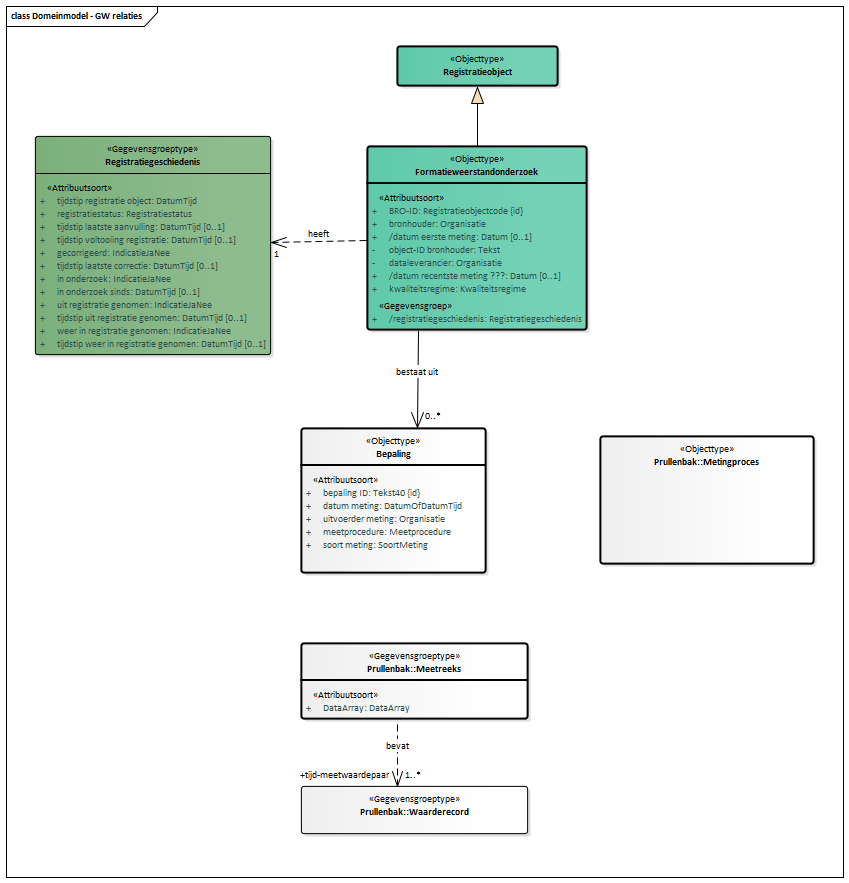 class Domeinmodel - GW relaties
«Objecttype»
Registratieobject
«Gegevensgroeptype»
Registratiegeschiedenis
«Attribuutsoort»
+ tijdstip registratie object: DatumTijd
+ registratiestatus: Registratiestatus
+ tijdstip laatste aanvulling: DatumTijd [0..1]
+ tijdstip voltooiing registratie: DatumTijd [0..1]
+ gecorrigeerd: IndicatieJaNee
+ tijdstip laatste correctie: DatumTijd [0..1]
+ in onderzoek: IndicatieJaNee
+ in onderzoek sinds: DatumTijd [0..1]
+ uit registratie genomen: IndicatieJaNee
+ tijdstip uit registratie genomen: DatumTijd [0..1]
+ weer in registratie genomen: IndicatieJaNee
+ tijdstip weer in registratie genomen: DatumTijd [0..1]
heeft
1
«Objecttype»
Formatieweerstandonderzoek
«Attribuutsoort»
+ BRO-ID: Registratieobjectcode {id}
+ bronhouder: Organisatie
+ /datum eerste meting: Datum [0..1]
- object-ID bronhouder: Tekst
- dataleverancier: Organisatie
+ /datum recentste meting ???: Datum [0..1]
+ kwaliteitsregime: Kwaliteitsregime
«Gegevensgroep»
+ /registratiegeschiedenis: Registratiegeschiedenis
bestaat uit
0..*
«Objecttype»
Bepaling
«Attribuutsoort»
+ bepaling ID: Tekst40 {id}
+ datum meting: DatumOfDatumTijd
+ uitvoerder meting: Organisatie
+ meetprocedure: Meetprocedure
+ soort meting: SoortMeting
«Objecttype»
Prullenbak::Metingproces
«Gegevensgroeptype»
Prullenbak::Meetreeks
«Attribuutsoort»
+ DataArray: DataArray
bevat
+tijd-meetwaardepaar 1..*
«Gegevensgroeptype»
Prullenbak::Waarderecord